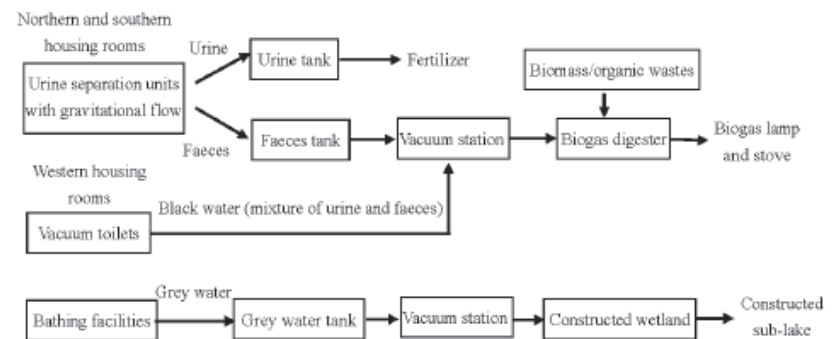 Northern and southern
housing rooms
Urine separation units
with gravitational flow
Urine
Urine tank
Fertilizer
Biomass/organic wastes
Faeces
Faeces tank
Vacuum station
Biogas digester
Biogas lamp
and stove
Western housing
rooms
Vacuum toilets
Black water (mixture of urine and faeces)
Bathing facilities
Grey water
Grey water tank
Vacuum station
Constructed wetland
Constructed
sub-lake